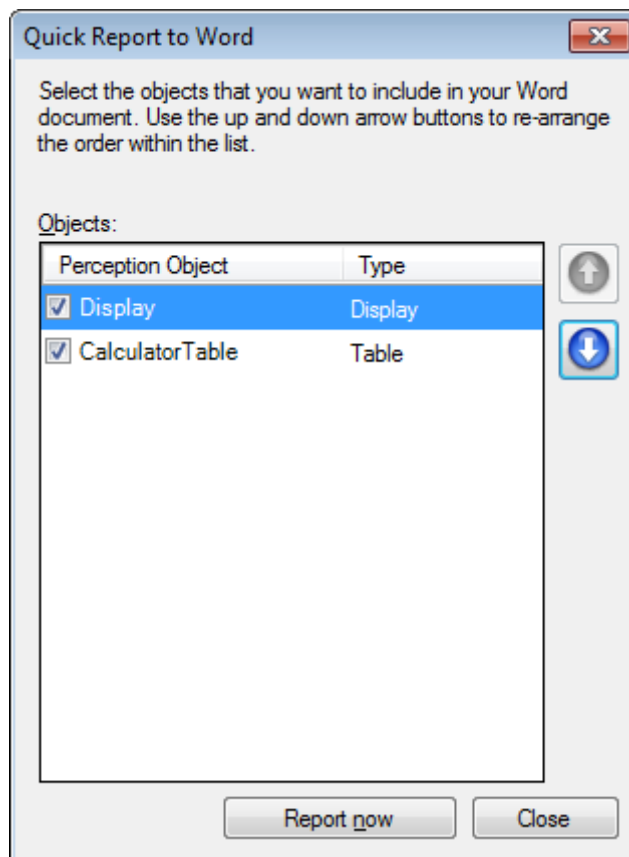 Quick Report to Word
Select the objects that you want to include in your Word
document. Use the up and down arrow buttons to re-arrange
the order within the list.
Objects:
Perception Object Type
Display Display
CalculatorTable Table
Report now Close